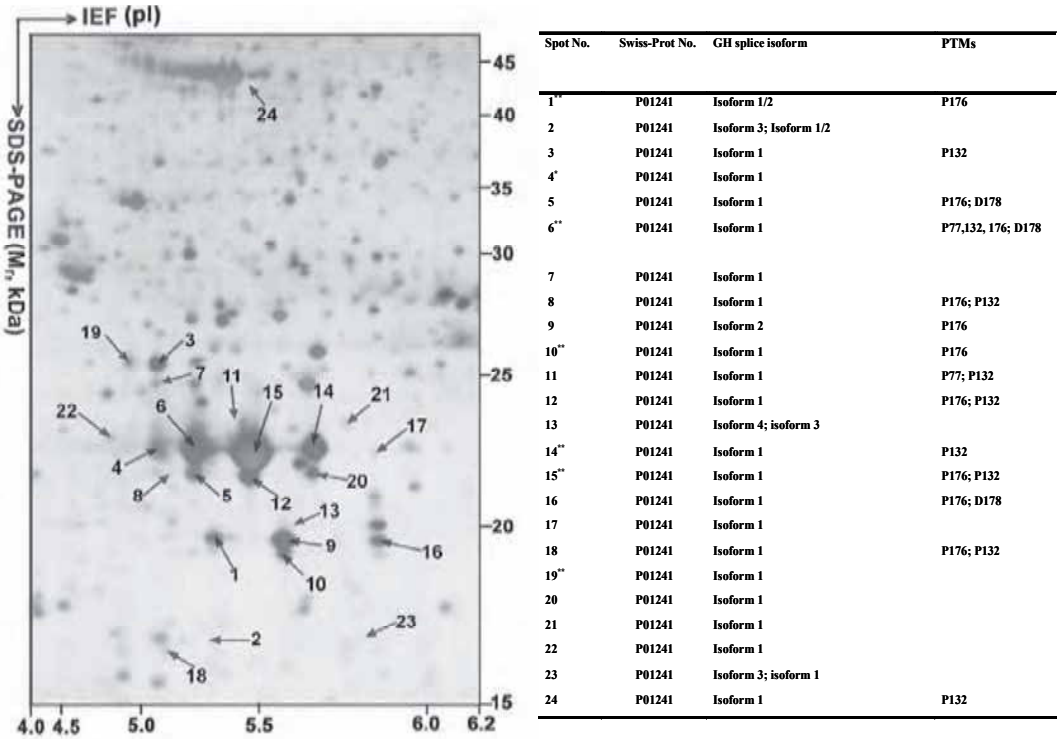 IEF (pI)
SDS-PAGE (Mr, kDa)
45
24
40
35
30
19
3
7
25
11
15
14
21
6
22
17
4
8
5
12
20
13
20
9
16
1
10
23
2
18
15
4.0 4.5 5.0 5.5 6.0 6.2
Spot No. Swiss-Prot No. GH splice isoform PTMs
1** P01241 Isoform 1/2 P176
2 P01241 Isoform 3; Isoform 1/2
3 P01241 Isoform 1 P132
4* P01241 Isoform 1
5 P01241 Isoform 1 P176; D178
6** P01241 Isoform 1 P77,132, 176; D178
7 P01241 Isoform 1
8 P01241 Isoform 1 P176; P132
9 P01241 Isoform 2 P176
10** P01241 Isoform 1 P176
11 P01241 Isoform 1 P77; P132
12 P01241 Isoform 1 P176; P132
13 P01241 Isoform 4; isoform 3
14** P01241 Isoform 1 P132
15** P01241 Isoform 1 P176; P132
16 P01241 Isoform 1 P176; D178
17 P01241 Isoform 1
18 P01241 Isoform 1 P176; P132
19** P01241 Isoform 1
20 P01241 Isoform 1
21 P01241 Isoform 1
22 P01241 Isoform 1
23 P01241 Isoform 3; isoform 1
24 P01241 Isoform 1 P132